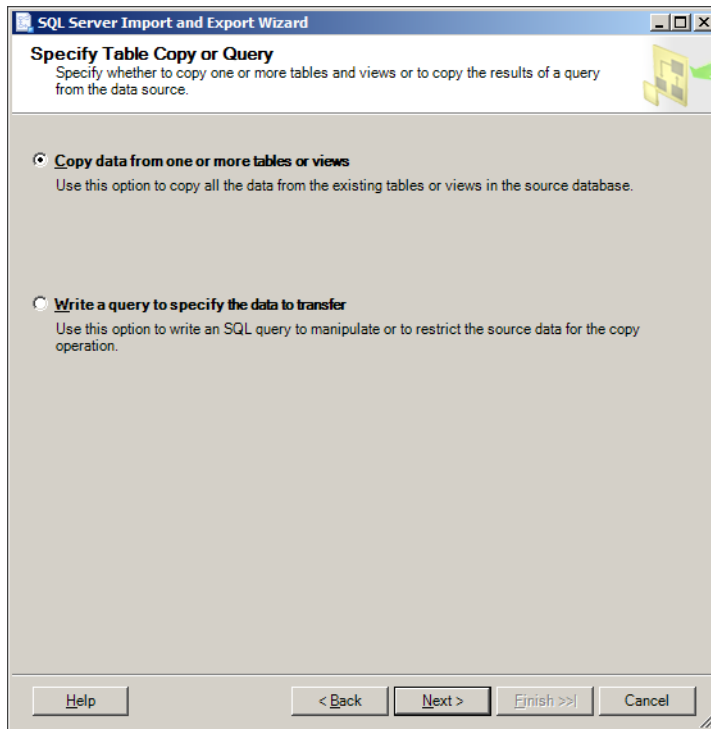 SQL Server Import and Export Wizard
Specify Table Copy or Query
Specify whether to copy one or more tables and views or to copy the results of a query
from the data source.
Copy data from one or more tables or views
Use this option to copy all the data from the existing tables or views in the source database.
Write a query to specify the data to transfer
Use this option to write an SQL query to manipulate or to restrict the source data for the copy
operation.
Help < Back Next > Finish >>| Cancel